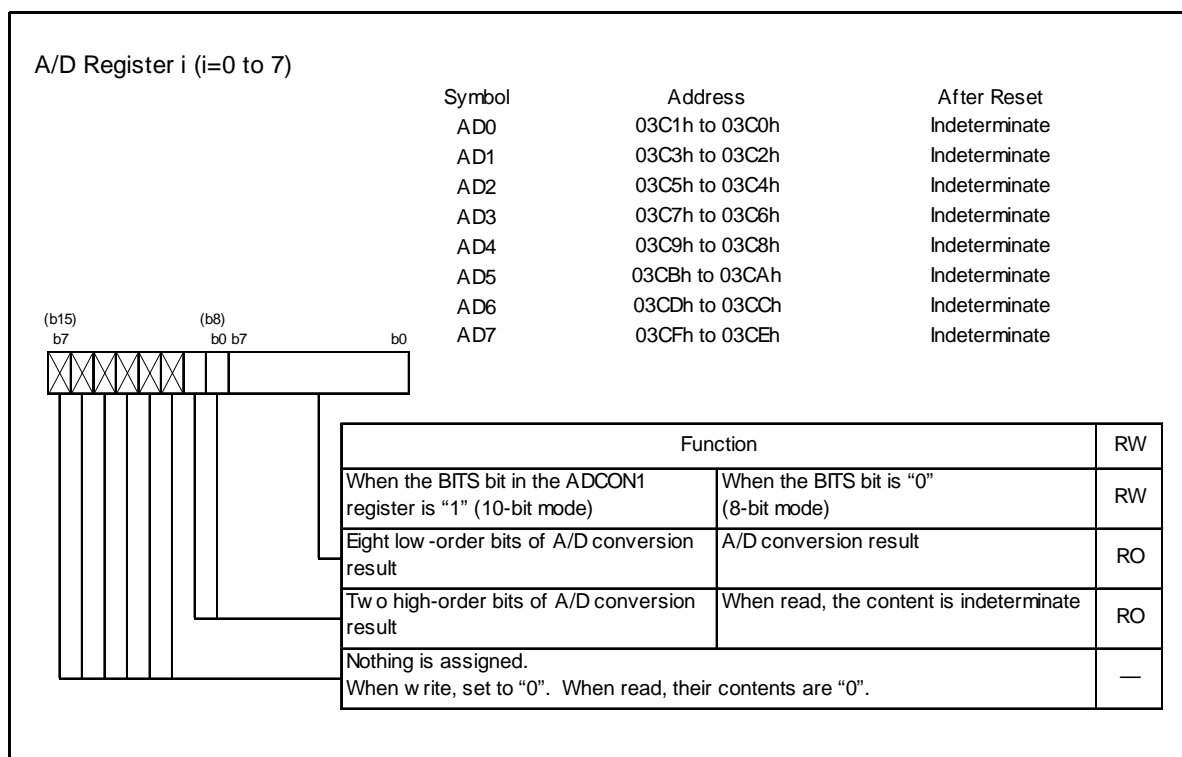 A/D Register i (i=0 to 7)
Symbol Address After Reset
AD0 03C1h to 03C0h Indeterminate
AD1 03C3h to 03C2h Indeterminate
AD2 03C5h to 03C4h Indeterminate
AD3 03C7h to 03C6h Indeterminate
AD4 03C9h to 03C8h Indeterminate
AD5 03CBh to 03CAh Indeterminate
AD6 03CDh to 03CCh Indeterminate
AD7 03CFh to 03CEh Indeterminate
(b15) (b8)
b7 b0 b7 b0
Function RW
When the BITS bit in the ADCON1
register is “1” (10-bit mode)
When the BITS bit is “0”
(8-bit mode)
RW
Eight low-order bits of A/D conversion
result
A/D conversion result
RO
Two high-order bits of A/D conversion
result
When read, the content is indeterminate
RO
Nothing is assigned.
When write, set to “0”. When read, their contents are “0”.
—